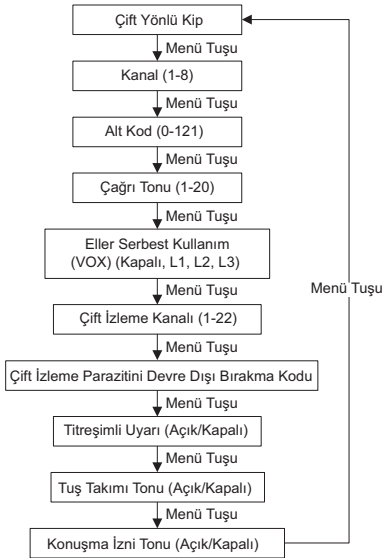 Çift Yönlü Kip
Menü Tuşu
Kanal (1-8)
Menü Tuşu
Alt Kod (0-121)
Menü Tuşu
Çağrı Tonu (1-20)
Menü Tuşu
Eller Serbest Kullanım
(VOX) (Kapalı, L1, L2, L3)
Menü Tuşu
Menü Tuşu
Çift İzleme Kanalı (1-22)
Menü Tuşu
Çift İzleme Parazitini Devre Dışı Bırakma Kodu
Menü Tuşu
Titreşimli Uyarı (Açık/Kapalı)
Menü Tuşu
Tuş Takımı Tonu (Açık/Kapalı)
Menü Tuşu
Konuşma İzni Tonu (Açık/Kapalı)